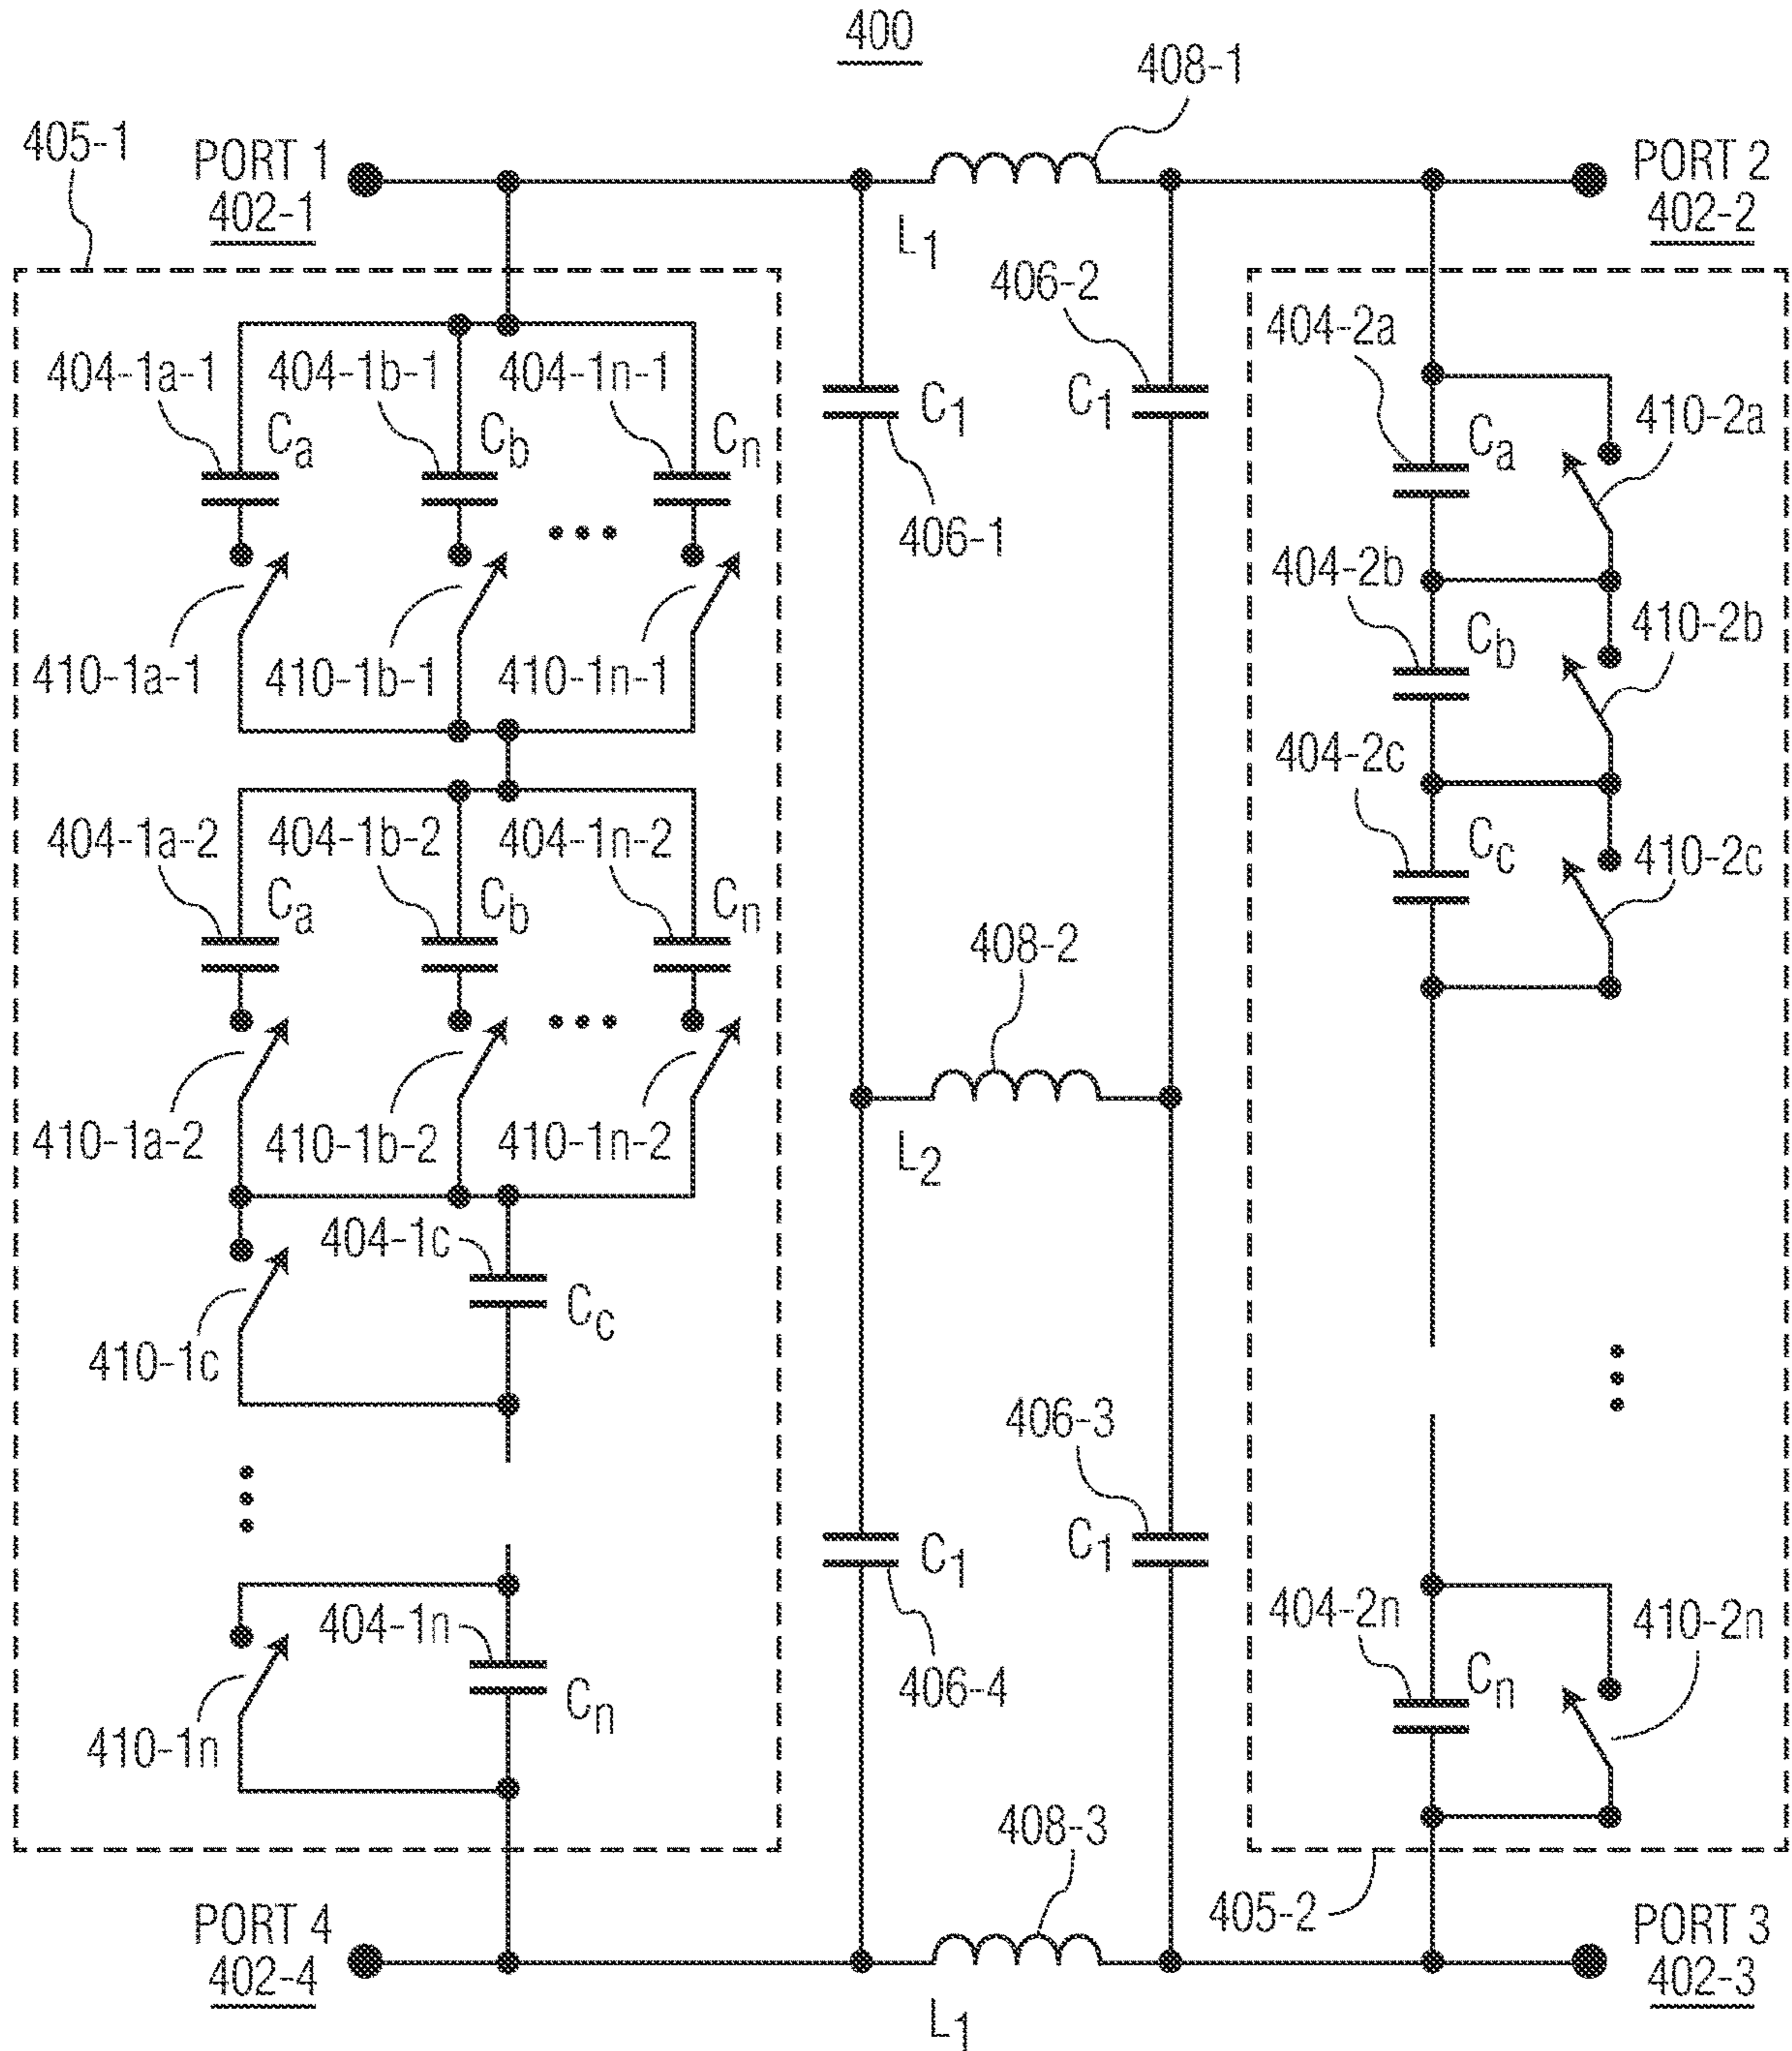 400
408-1
405-1
PORT 1
402-1
PORT 2
402-2
L1
406-2
404-2a
404-1a-1
404-1b-1
404-1n-1
Ca
Cb
Cn
C1
C1
Ca
410-2a
406-1
404-2b
410-1a-1
410-1b-1
410-1n-1
Cb
410-2b
404-2c
404-1a-2
404-1b-2
404-1n-2
Ca
Cb
Cn
Cc
410-2c
408-2
410-1a-2
410-1b-2
410-1n-2
L2
404-1c
Cc
410-1c
406-3
C1
C1
404-1n
Cn
410-1n
406-4
404-2n
Cn
410-2n
408-3
405-2
PORT 4
402-4
PORT 3
402-3
L1